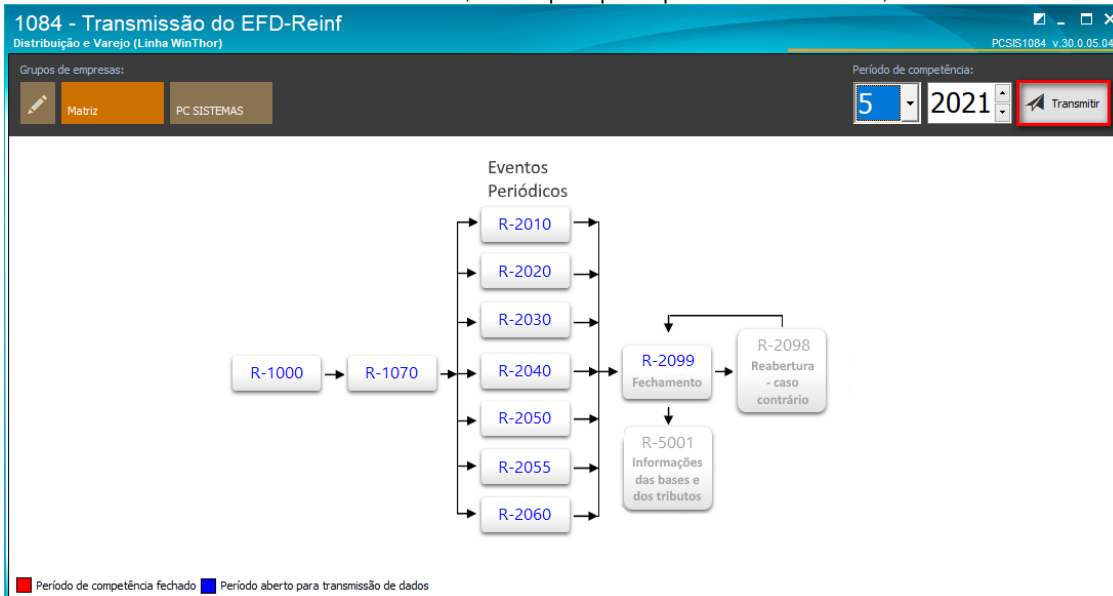 1084 - Transmissão do EFD-Reinf
Distribuição e Varejo (Linha WinThor)
PCSIS1084 v.30.0.05.04
Grupos de empresas:
Matriz
PC SISTEMAS
Período de competência:
5
2021
Transmitir
Eventos
Periódicos
R-2010
R-2020
R-2030
R-2040
R-2050
R-2055
R-2060
R-1000
R-1070
R-2099
Fechamento
R-2098
Reabertura
- caso
contrário
R-5001
Informações
das bases e
dos tributos
Período de competência fechado
Período aberto para transmissão de dados